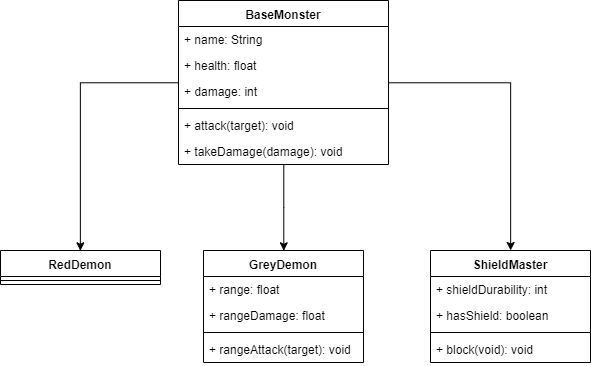 BaseMonster
+ name: String
+ health: float
+ damage: int
+ attack(target): void
+ takeDamage(damage): void
RedDemon
GreyDemon
+ range: float
+ rangeDamage: float
+ rangeAttack(target): void
ShieldMaster
+ shieldDurability: int
+ hasShield: boolean
+ block(void): void